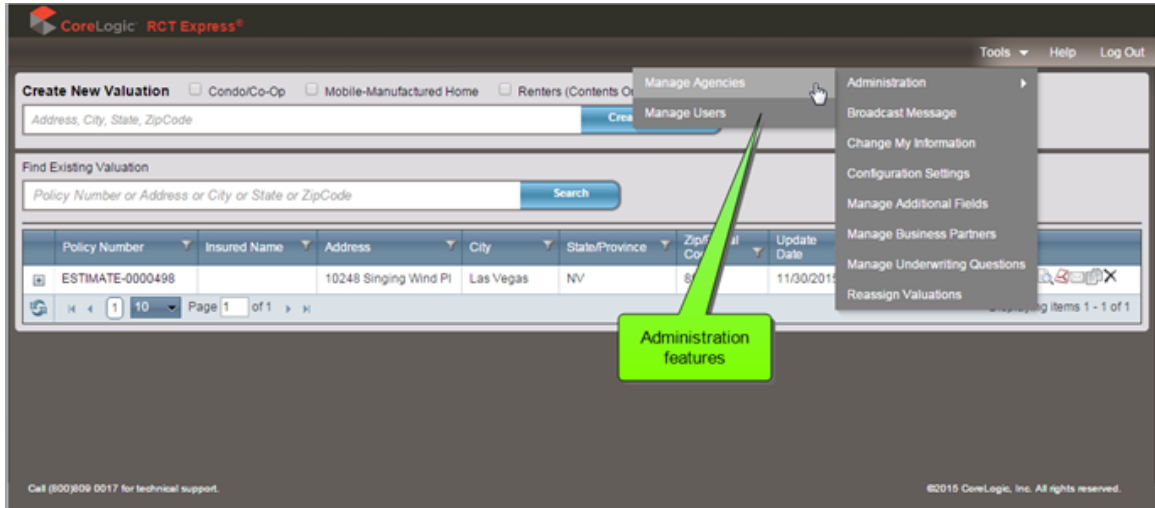 CoreLogic RCT Express®
Tools Help Log Out
Create New Valuation Condo/Co-Op Mobile-Manufactured Home Renters (Contents
Address, City, State, ZipCode
Manage Agencies
Manage Users
Administration
Broadcast Message
Change My Information
Configuration Settings
Manage Additional Fields
Manage Business Partners
Manage Underwriting Questions
Reassign Valuations
Find Existing Valuation
Policy Number or Address or City or State or ZipCode Search
Policy Number Insured Name Address City State/Province Update
Date
ESTIMATE-0000498 10248 Singing Wind Pl Las Vegas NV 11/30/2015
1 10 Page 1 of 1 items 1 - 1 of 1
Administration
features
Call (800)809 0017 for technical support. ©2015 CoreLogic, Inc. All rights reserved.